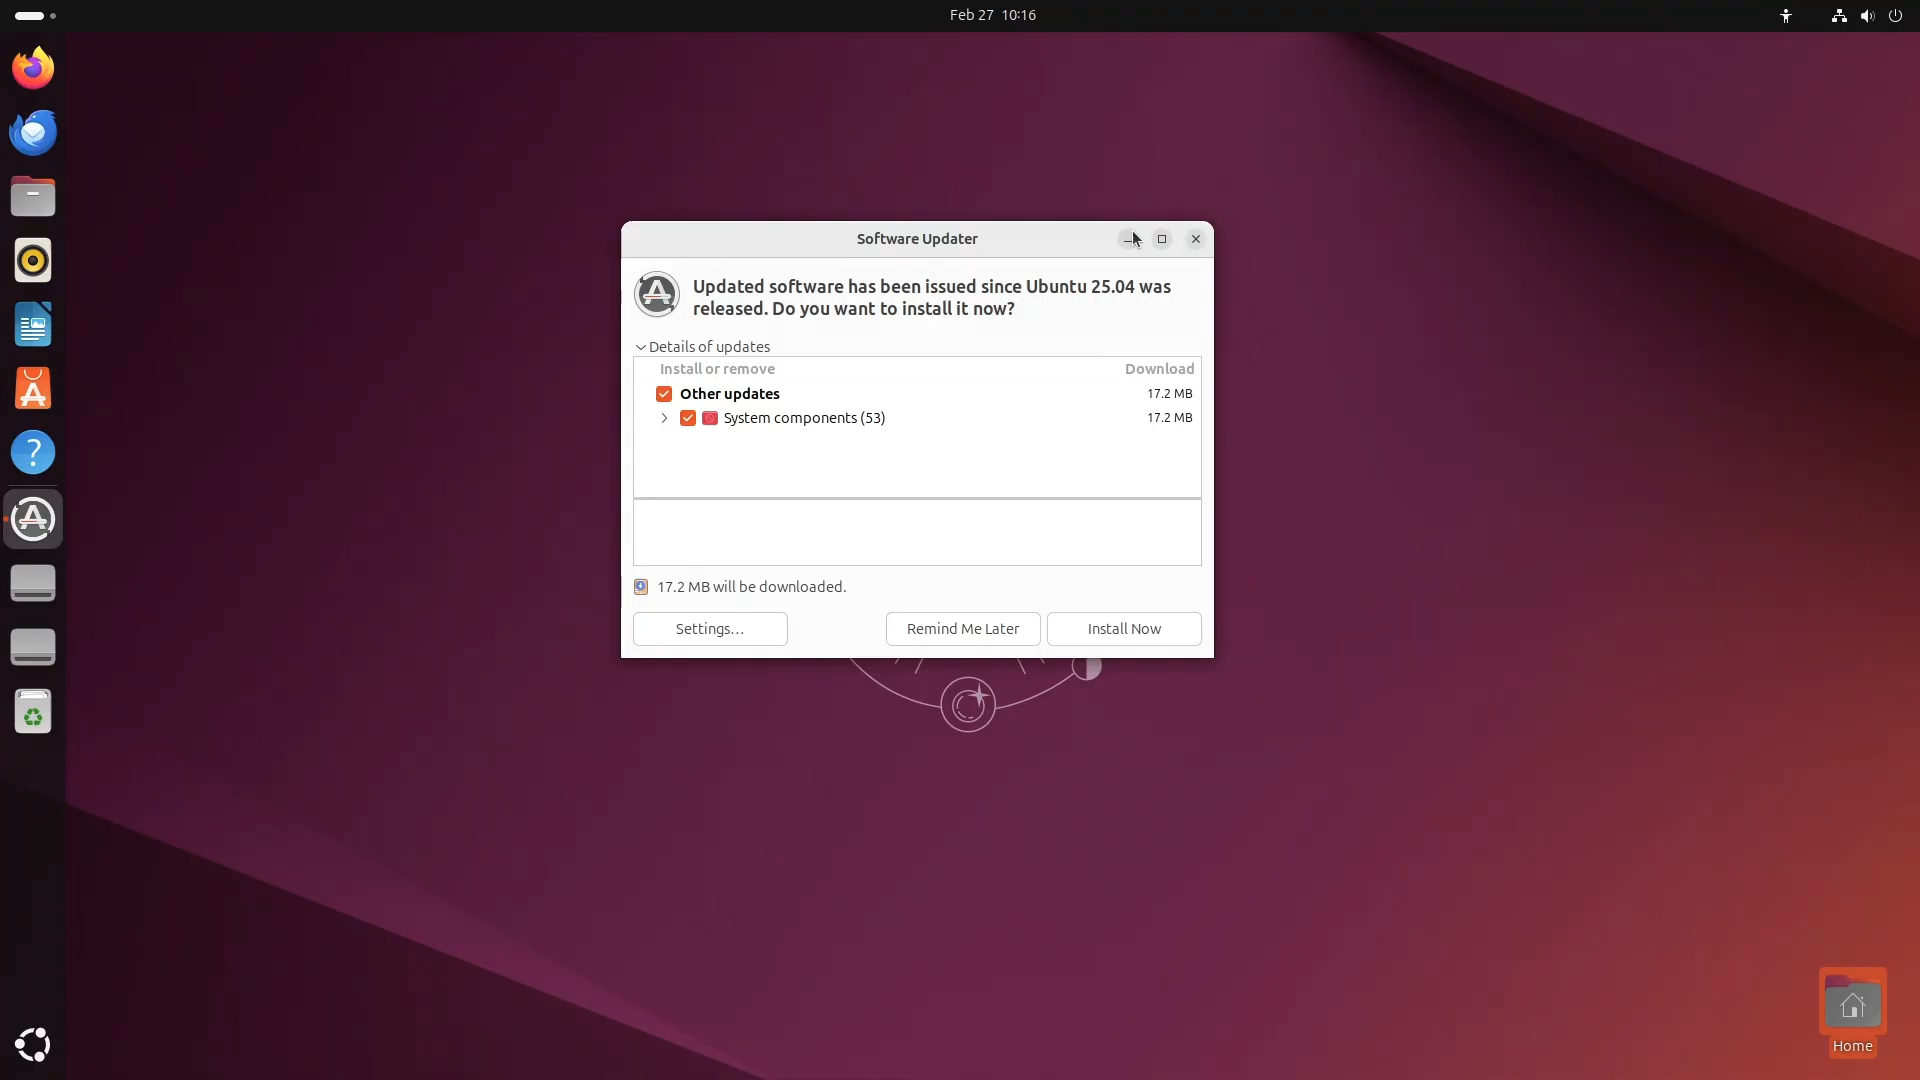 Feb 27 10:16
Software Updater
Updated software has been issued since Ubuntu 25.04 was
released. Do you want to install it now?
Details of updates
Install or remove Download
Other updates 17.2 MB
System components (53) 17.2 MB
17.2 MB will be downloaded.
Settings… Remind Me Later Install Now
Home